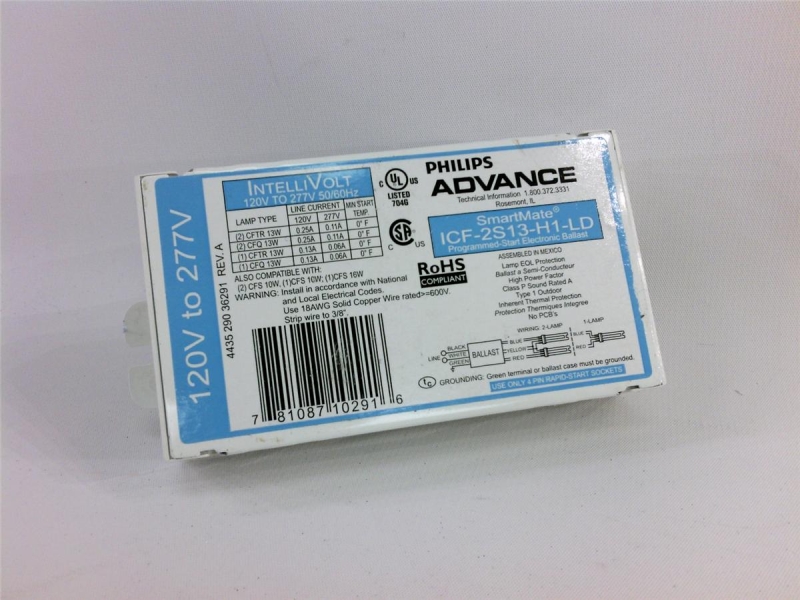 120V to 277V
4435 290 36291 REV. A
INTELLIVOLT
120V TO 277V 50/60Hz
LAMP TYPE LINE CURRENT MIN START TEMP.
120V 277V
(2) CFTR 13W 0.25A 0.11A 0° F
(2) CFQ 13W 0.25A 0.11A 0° F
(1) CFTR 13W 0.13A 0.06A 0° F
(1) CFQ 13W 0.13A 0.06A 0° F
ALSO COMPATIBLE WITH:
(2) CFS 10W, (1)CFS 10W; (1)CFS 16W
WARNING: Install in accordance with National
and Local Electrical Codes.
Use 18AWG Solid Copper Wire rated>=600V.
Strip wire to 3/8".
7 81087 10291 6
C UL US
LISTED
704G
C US
RoHS
COMPLIANT
PHILIPS
ADVANCE
Technical Information 1.800.372.3331
Rosemont, IL
SmartMate®
ICF-2S13-H1-LD
Programmed-Start Electronic Ballast
ASSEMBLED IN MEXICO
Lamp EOL Protection
Ballast a Semi-Conducteur
High Power Factor
Class P Sound Rated A
Type 1 Outdoor
Inherent Thermal Protection
Protection Thermiques Integree
No PCB's
WIRING: 2-LAMP 1-LAMP
LINE BLACK WHITE GREEN BALLAST BLUE YELLOW RED BLUE RED
GROUNDING: Green terminal or ballast case must be grounded.
USE ONLY 4 PIN RAPID-START SOCKETS